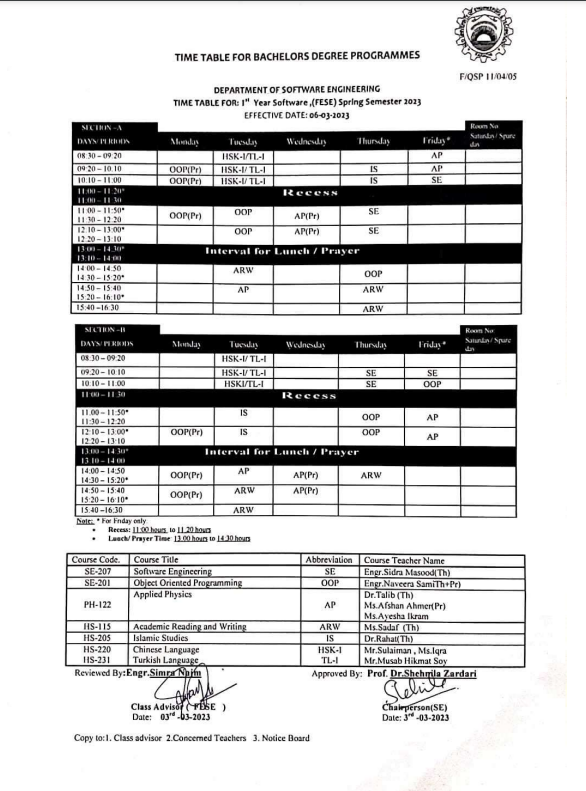 TIME TABLE FOR BACHELORS DEGREE PROGRAMMES
F/QSP 11/04/05
DEPARTMENT OF SOFTWARE ENGINEERING
TIME TABLE FOR: 1st Year Software ,(FESE) Spring Semester 2023
EFFECTIVE DATE: 06-03-2023
SECTION -A Room No
DAYS/ PERIODS Monday Tuesday Wednesday Thursday Friday* Saturday/ Spare day
08:30 – 09:20 HSK-I/TL-I AP
09:20 – 10.10 OOP(Pr) HSK-I/ TL-I IS AP
10.10 – 11.00 OOP(Pr) HSK-I/ TL-I IS SE
11:00 – 11:20*
11:00 – 11 30 Recess
11:00 – 11:50*
11:30 – 12:20 OOP(Pr) OOP AP(Pr) SE
12:10 – 13:00*
12:20 – 13:10 OOP AP(Pr) SE
13:00 – 14:30*
13:10 – 14:00 Interval for Lunch / Prayer
14:00 – 14:50
14:30 – 15:20* ARW OOP
14:50 – 15:40
15:20 – 16:10* AP ARW
15:40 –16:30 ARW
SECTION -B Room No
DAYS/ PERIODS Monday Tuesday Wednesday Thursday Friday* Saturday/ Spare day
08:30 – 09:20 HSK-I/ TL-I
09:20 – 10:10 HSK-I/ TL-I SE SE
10:10 – 11:00 HSKI/TL-I SE OOP
11:00 – 11:30 Recess
11.00 – 11:50*
11:30 – 12:20 IS OOP AP
12:10 – 13:00*
12:20 – 13:10 OOP(Pr) IS OOP AP
13:00 – 14:30*
13:10 – 14:00 Interval for Lunch / Prayer
14:00 – 14:50
14:30 – 15:20* OOP(Pr) AP AP(Pr) ARW
14:50 – 15:40
15:20 – 16:10* OOP(Pr) ARW AP(Pr)
15:40 –16:30 ARW
Note: * For Friday only
• Recess: 11:00 hours to 11.20 hours
• Lunch/ Prayer Time 13.00 hours to 14:30 hours
Course Code. Course Title Abbreviation Course Teacher Name
SE-207 Software Engineering SE Engr.Sidra Masood(Th)
SE-201 Object Oriented Programming OOP Engr.Naveera SamiTh+Pr)
PH-122 Applied Physics AP Dr.Talib (Th)
Ms.Afshan Ahmer(Pr)
Ms.Ayesha Ikram
HS-115 Academic Reading and Writing ARW Ms.Sadaf (Th)
HS-205 Islamic Studies IS Dr.Rahat(Th)
HS-220 Chinese Language HSK-I Mr.Sulaiman , Ms.Iqra
HS-231 Turkish Language TL-I Mr.Musab Hikmat Soy
Reviewed By:Engr.Simra Najm Approved By: Prof. Dr.Shehnila Zardari
Class Advisor ( FESE ) Chairperson(SE)
Date: 03rd -03-2023 Date: 3rd -03-2023
Copy to:1. Class advisor 2.Concerned Teachers 3. Notice Board